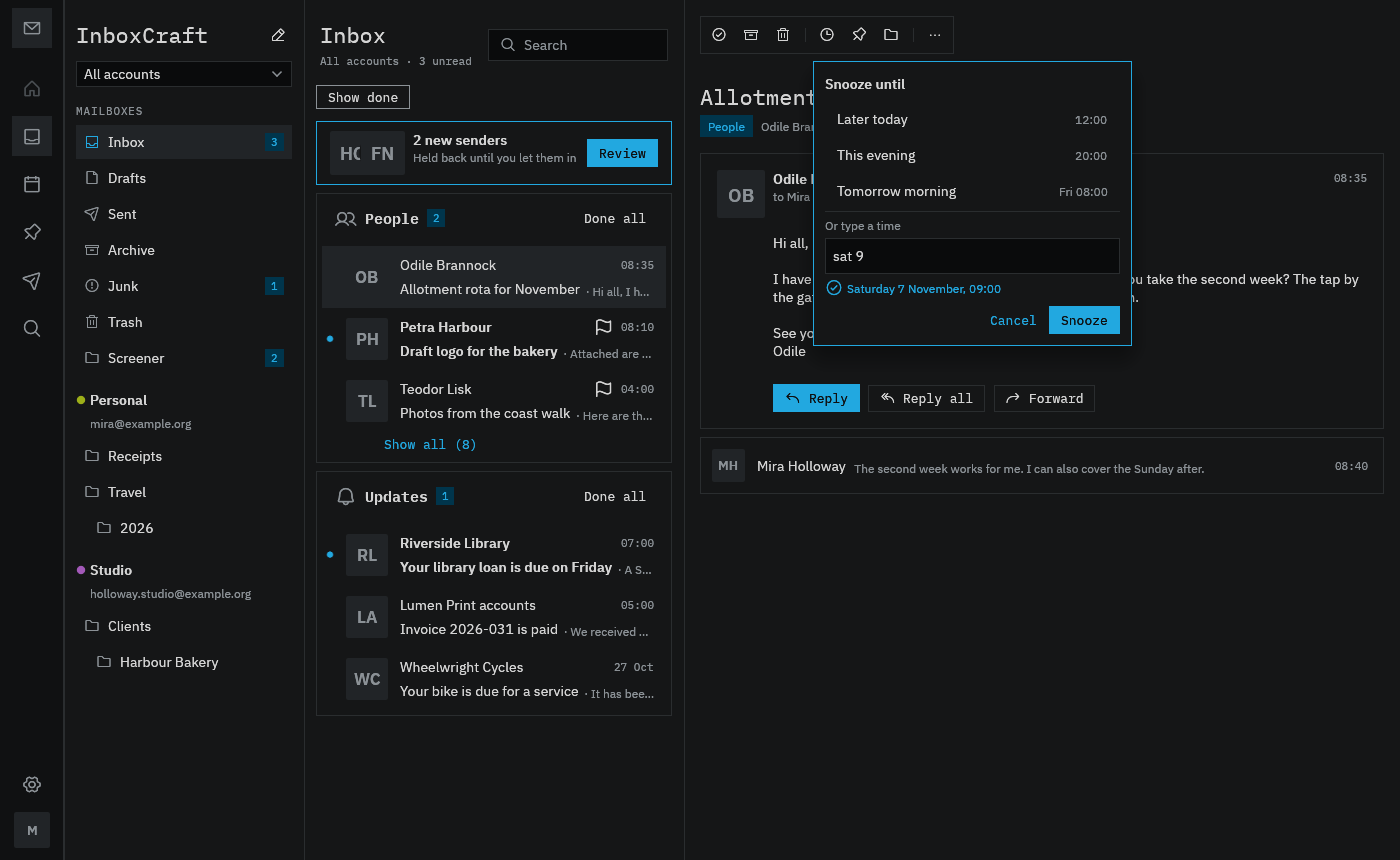 InboxCraft
All accounts
MAILBOXES
Inbox 3
Drafts
Sent
Archive
Junk 1
Trash
Screener 2
Personal
mira@example.org
Receipts
Travel
2026
Studio
holloway.studio@example.org
Clients
Harbour Bakery
M
Inbox
All accounts · 3 unread
Search
Show done
FN
2 new senders
Held back until you let them in
Review
People 2 Done all
OB
Odile Brannock 08:35
Allotment rota for November · Hi all, I h...
PH
Petra Harbour 08:10
Draft logo for the bakery · Attached are ...
TL
Teodor Lisk 04:00
Photos from the coast walk · Here are th...
Show all (8)
Updates 1 Done all
RL
Riverside Library 07:00
Your library loan is due on Friday · A S...
LA
Lumen Print accounts 05:00
Invoice 2026-031 is paid · We received ...
WC
Wheelwright Cycles 27 Oct
Your bike is due for a service · It has bee...
...
Allotment
People Odile
OB
Odile 08:35
to Mira
Hi all,
I have take the second week? The tap by
the
See
Odile
Reply Reply all Forward
MH Mira Holloway The second week works for me. I can also cover the Sunday after. 08:40
Snooze until
Later today 12:00
This evening 20:00
Tomorrow morning Fri 08:00
Or type a time
sat 9
Saturday 7 November, 09:00
Cancel Snooze